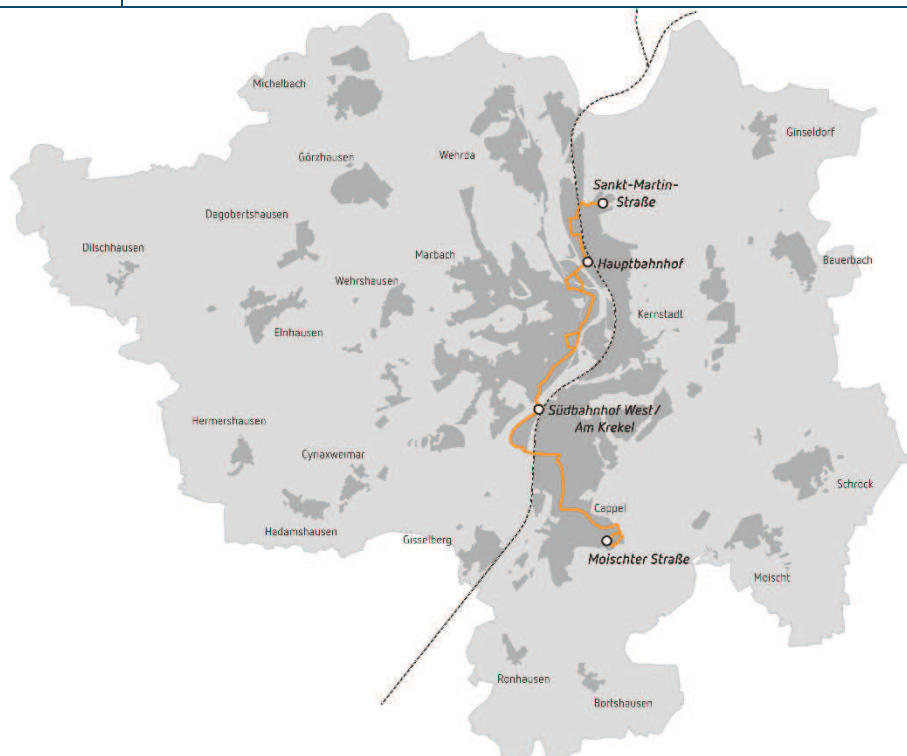 Michelbach
Ginseldorf
Wehrda
Görzhausen
Sankt-Martin-
Straße
Dagobertshausen
Dilschhausen
Marbach
Hauptbahnhof
Bauerbach
Wehrshausen
Kernstadt
Elnhausen
Südbahnhof West/
Am Krekel
Hermershausen
Cyriaxweimar
Schröck
Cappel
Hadamshausen
Gisselberg
Moischter Straße
Moischt
Ronhausen
Bortshausen